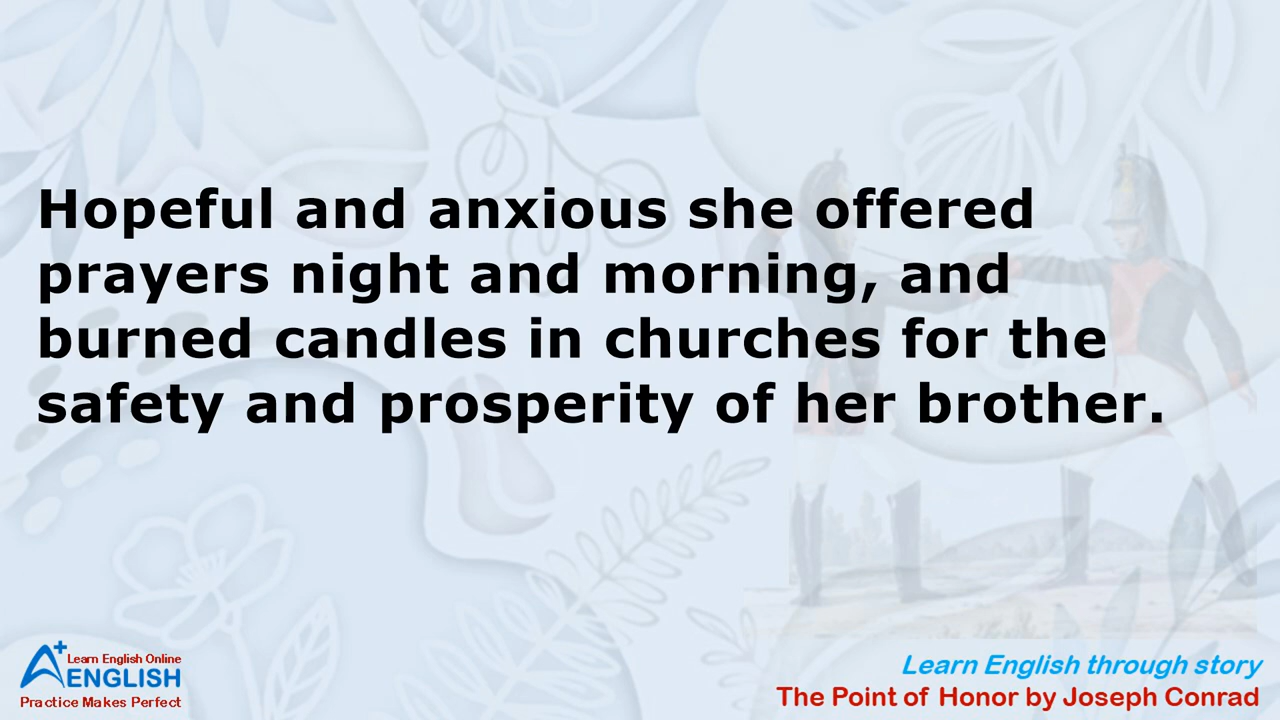 Hopeful and anxious she offered
prayers night and morning, and
burned candles in churches for the
safety and prosperity of her brother.
A+
Learn English Online
ENGLISH
Practice Makes Perfect
Learn English through story
The Point of Honor by Joseph Conrad